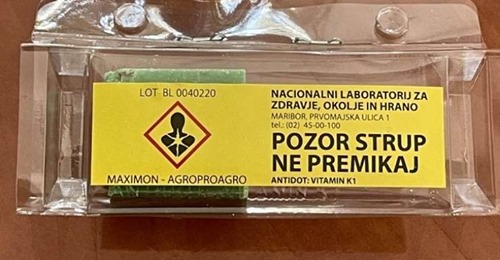 LOT BL 0040220
MAXIMON - AGROPROAGRO
NACIONALNI LABORATORIJ ZA
ZDRAVJE, OKOLJE IN HRANO
MARIBOR, PRVOMAJSKA ULICA 1
tel.: (02) 45-00-100
POZOR STRUP
NE PREMIKAJ
ANTIDOT: VITAMIN K1